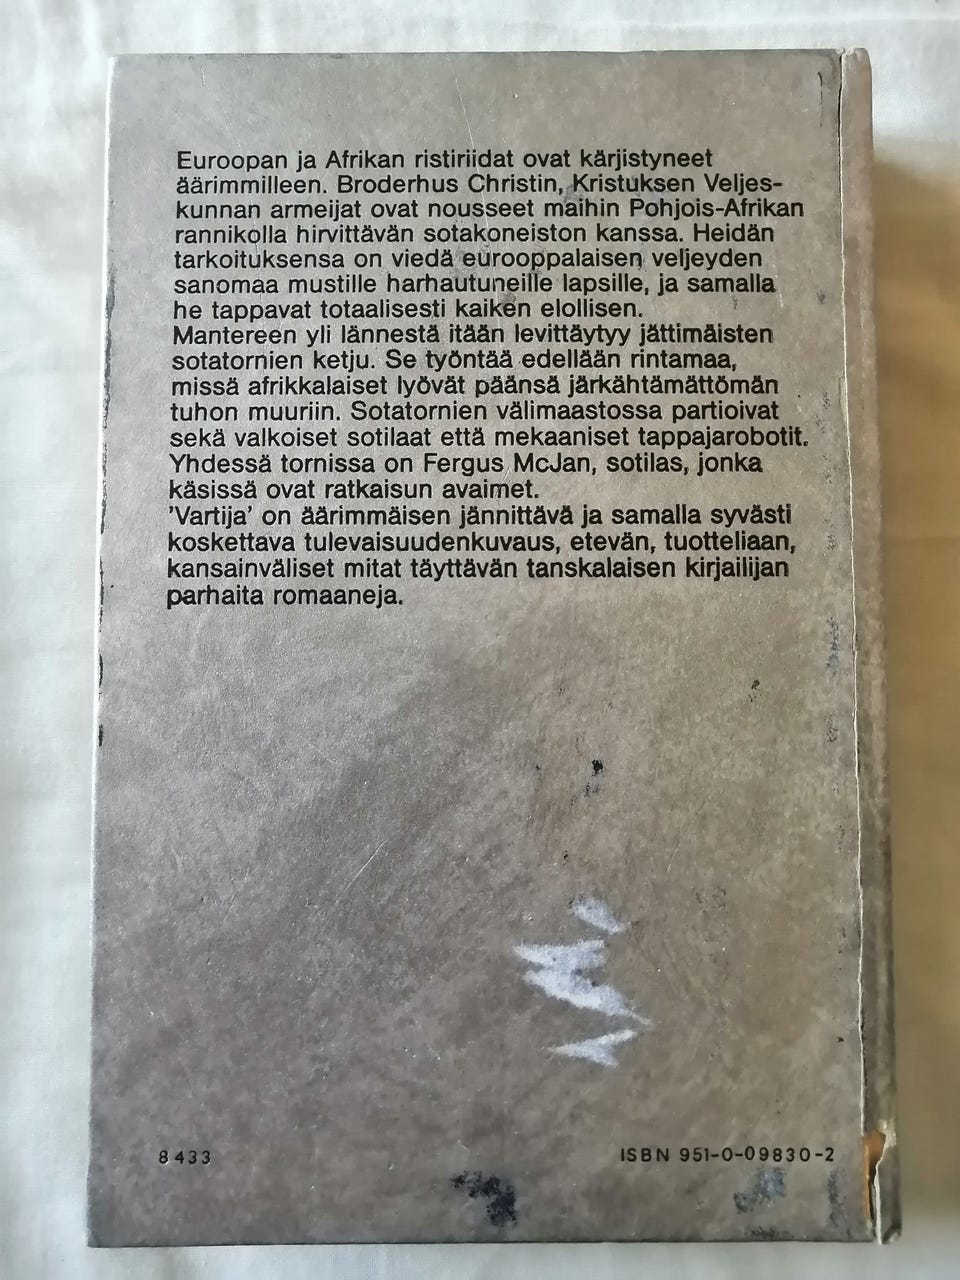 Euroopan ja Afrikan ristiriidat ovat kärjistyneet
äärimmilleen. Broderhus Christin, Kristuksen Veljes-
kunnan armeijat ovat nousseet maihin Pohjois-Afrikan
rannikolla hirvittävän sotakoneiston kanssa. Heidän
tarkoituksensa on viedä eurooppalaisen veljeyden
sanomaa mustille harhautuneille lapsille, ja samalla
he tappavat totaalisesti kaiken elollisen.
Mantereen yli lännestä itään levittäytyy jättimäisten
sotatornien ketju. Se työntää edellään rintamaa,
missä afrikkalaiset lyövät päänsä järkähtämättömän
tuhon muuriin. Sotatornien välimaastossa partioivat
sekä valkoiset sotilaat että mekaaniset tappajarobotit.
Yhdessä tornissa on Fergus McJan, sotilas, jonka
käsissä ovat ratkaisun avaimet.
'Vartija' on äärimmäisen jännittävä ja samalla syvästi
koskettava tulevaisuudenkuvaus, etevän, tuotteliaan,
kansainväliset mitat täyttävän tanskalaisen kirjailijan
parhaita romaaneja.
8433
ISBN 951-0-09830-2